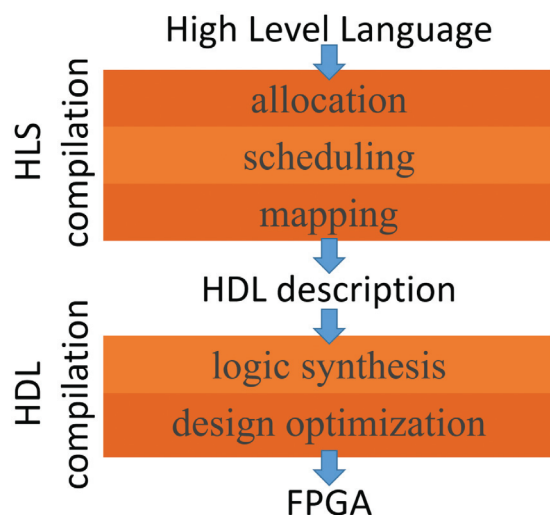 High Level Language
HLS
compilation
allocation
scheduling
mapping
HDL description
HDL
compilation
logic synthesis
design optimization
FPGA